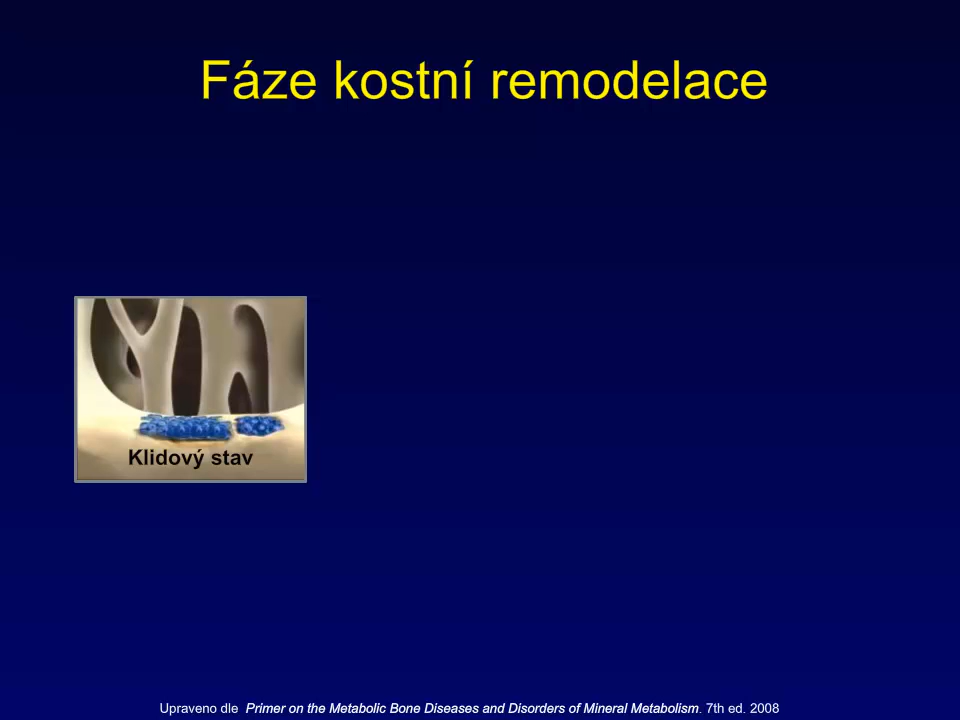 Fáze kostní remodelace
Klidový stav
Upraveno dle Primer on the Metabolic Bone Diseases and Disorders of Mineral Metabolism. 7th ed. 2008